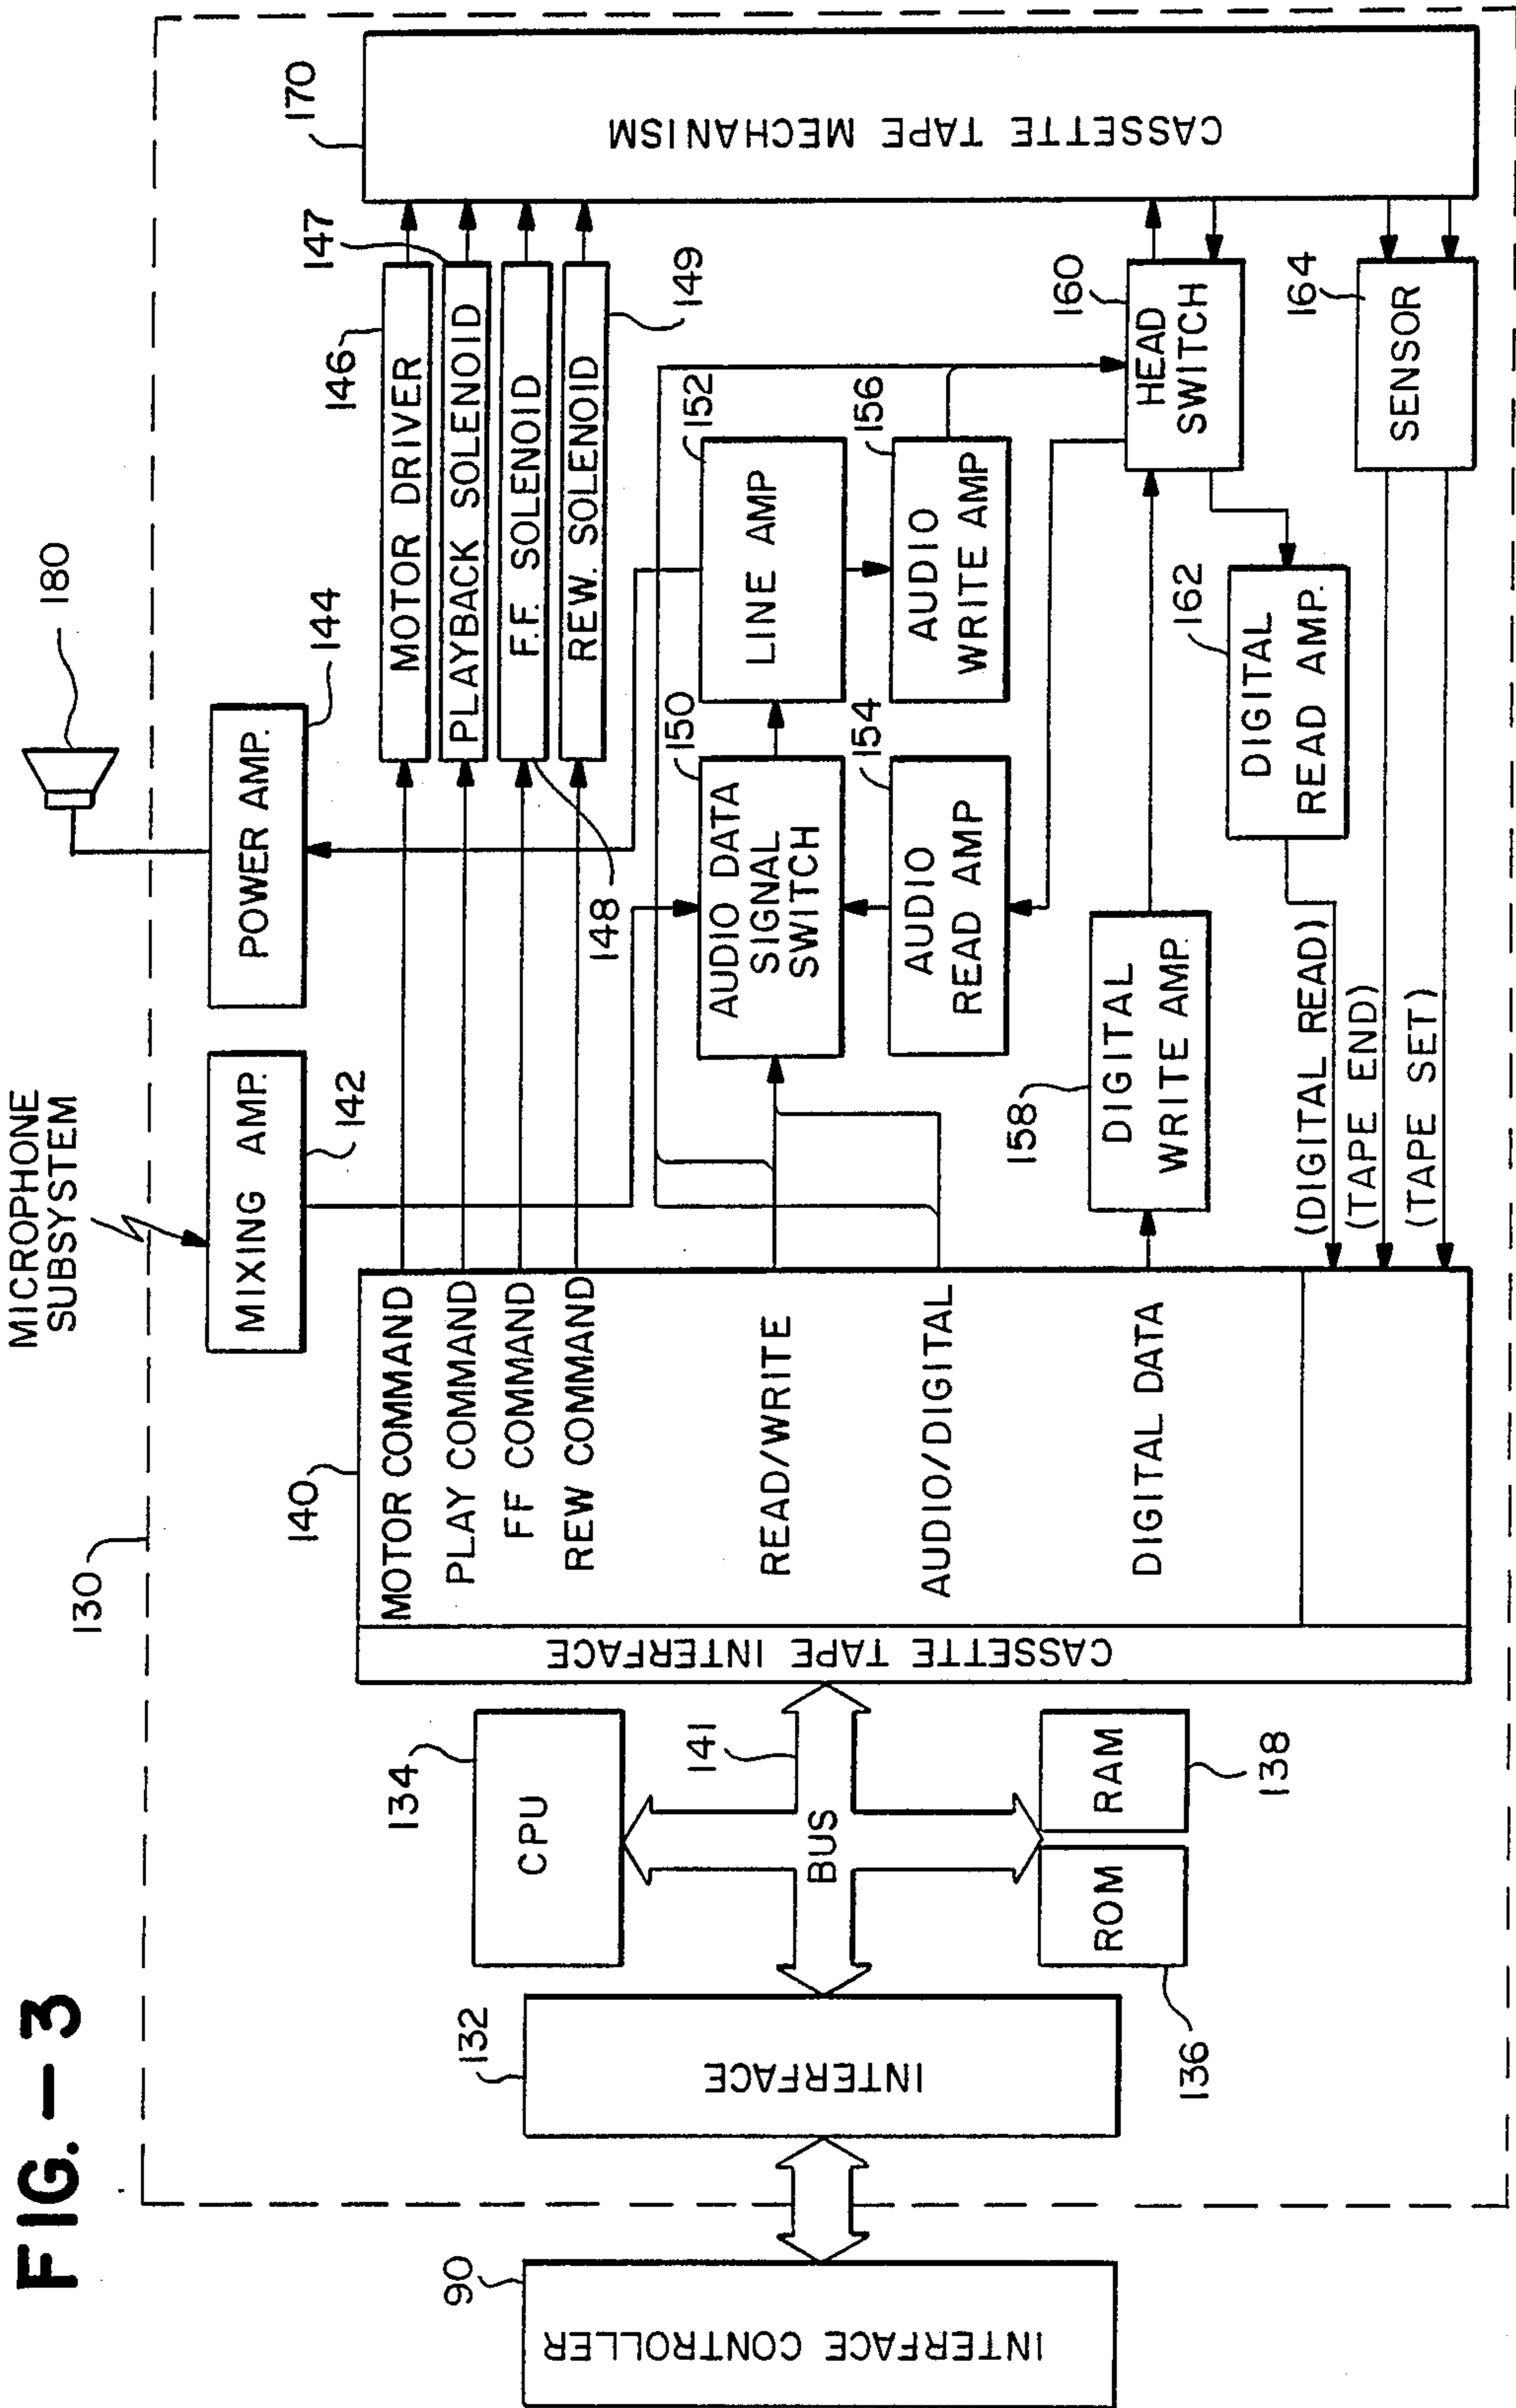 FIG.-3
MICROPHONE
SUBSYSTEM
180
130
MIXING AMP.
142
POWER AMP.
144
90
INTERFACE CONTROLLER
132
INTERFACE
134
CPU
141
BUS
ROM
136
RAM
138
140
CASSETTE TAPE INTERFACE
MOTOR COMMAND
PLAY COMMAND
FF COMMAND
REW COMMAND
READ/WRITE
AUDIO/DIGITAL
DIGITAL DATA
146
147
MOTOR DRIVER
PLAYBACK SOLENOID
F.F. SOLENOID
REW. SOLENOID
148
149
150
AUDIO DATA
SIGNAL
SWITCH
152
LINE AMP
154
AUDIO
READ AMP
156
AUDIO
WRITE AMP
158
DIGITAL
WRITE AMP.
160
HEAD
SWITCH
162
DIGITAL
READ AMP.
164
SENSOR
(DIGITAL READ)
(TAPE END)
(TAPE SET)
170
CASSETTE TAPE MECHANISM